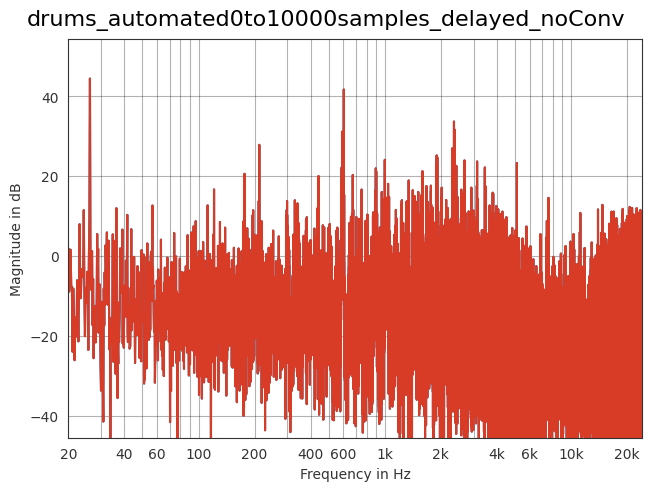 drums_automated0to10000samples_delayed_noConv
40
20
0
−20
−40
Magnitude in dB
20 40 60 100 200 400 600 1k 2k 4k 6k 10k 20k
Frequency in Hz